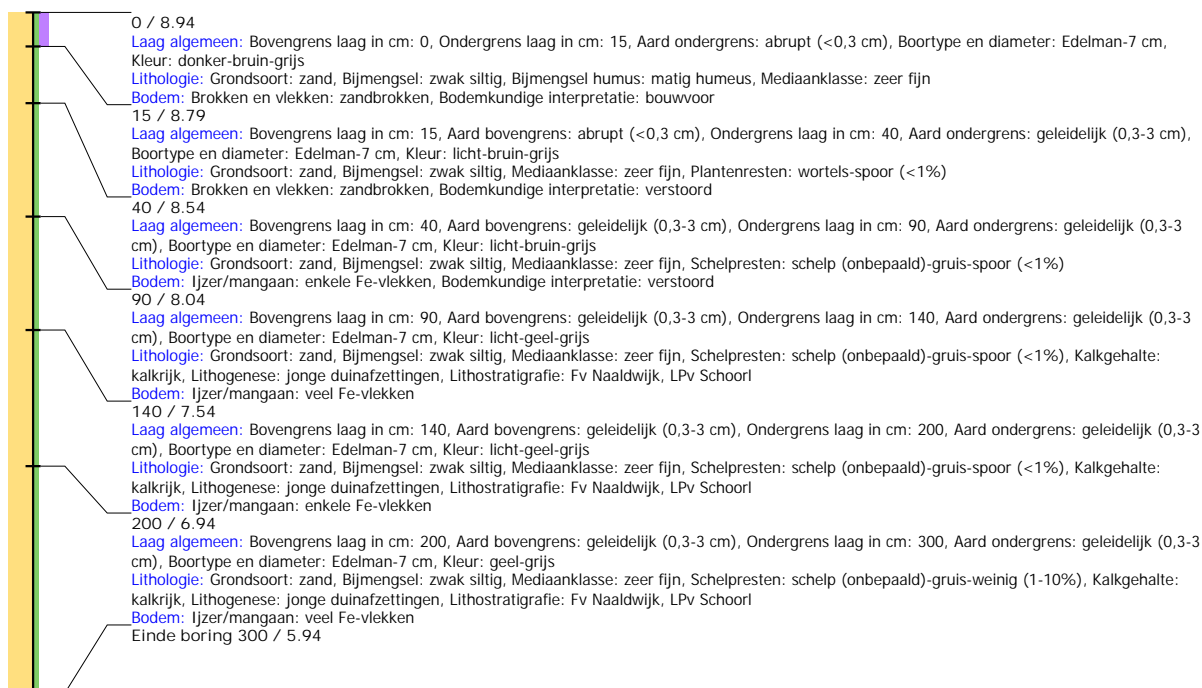 0 / 8.94
Laag algemeen: Bovengrens laag in cm: 0, Ondergrens laag in cm: 15, Aard ondergrens: abrupt (<0,3 cm), Boortype en diameter: Edelman-7 cm,
Kleur: donker-bruin-grijs
Lithologie: Grondsoort: zand, Bijmengsel: zwak siltig, Bijmengsel humus: matig humeus, Mediaanklasse: zeer fijn
Bodem: Brokken en vlekken: zandbrokken, Bodemkundige interpretatie: bouwvoor
15 / 8.79
Laag algemeen: Bovengrens laag in cm: 15, Aard bovengrens: abrupt (<0,3 cm), Ondergrens laag in cm: 40, Aard ondergrens: geleidelijk (0,3-3 cm),
Boortype en diameter: Edelman-7 cm, Kleur: licht-bruin-grijs
Lithologie: Grondsoort: zand, Bijmengsel: zwak siltig, Mediaanklasse: zeer fijn, Plantenresten: wortels-spoor (<1%)
Bodem: Brokken en vlekken: zandbrokken, Bodemkundige interpretatie: verstoord
40 / 8.54
Laag algemeen: Bovengrens laag in cm: 40, Aard bovengrens: geleidelijk (0,3-3 cm), Ondergrens laag in cm: 90, Aard ondergrens: geleidelijk (0,3-3
cm), Boortype en diameter: Edelman-7 cm, Kleur: licht-bruin-grijs
Lithologie: Grondsoort: zand, Bijmengsel: zwak siltig, Mediaanklasse: zeer fijn, Schelpresten: schelp (onbepaald)-gruis-spoor (<1%)
Bodem: Ijzer/mangaan: enkele Fe-vlekken, Bodemkundige interpretatie: verstoord
90 / 8.04
Laag algemeen: Bovengrens laag in cm: 90, Aard bovengrens: geleidelijk (0,3-3 cm), Ondergrens laag in cm: 140, Aard ondergrens: geleidelijk (0,3-3
cm), Boortype en diameter: Edelman-7 cm, Kleur: licht-geel-grijs
Lithologie: Grondsoort: zand, Bijmengsel: zwak siltig, Mediaanklasse: zeer fijn, Schelpresten: schelp (onbepaald)-gruis-spoor (<1%), Kalkgehalte:
kalkrijk, Lithogenese: jonge duinafzettingen, Lithostratigrafie: Fv Naaldwijk, LPv Schoorl
Bodem: Ijzer/mangaan: veel Fe-vlekken
140 / 7.54
Laag algemeen: Bovengrens laag in cm: 140, Aard bovengrens: geleidelijk (0,3-3 cm), Ondergrens laag in cm: 200, Aard ondergrens: geleidelijk (0,3-3
cm), Boortype en diameter: Edelman-7 cm, Kleur: licht-geel-grijs
Lithologie: Grondsoort: zand, Bijmengsel: zwak siltig, Mediaanklasse: zeer fijn, Schelpresten: schelp (onbepaald)-gruis-spoor (<1%), Kalkgehalte:
kalkrijk, Lithogenese: jonge duinafzettingen, Lithostratigrafie: Fv Naaldwijk, LPv Schoorl
Bodem: Ijzer/mangaan: enkele Fe-vlekken
200 / 6.94
Laag algemeen: Bovengrens laag in cm: 200, Aard bovengrens: geleidelijk (0,3-3 cm), Ondergrens laag in cm: 300, Aard ondergrens: geleidelijk (0,3-3
cm), Boortype en diameter: Edelman-7 cm, Kleur: geel-grijs
Lithologie: Grondsoort: zand, Bijmengsel: zwak siltig, Mediaanklasse: zeer fijn, Schelpresten: schelp (onbepaald)-gruis-weinig (1-10%), Kalkgehalte:
kalkrijk, Lithogenese: jonge duinafzettingen, Lithostratigrafie: Fv Naaldwijk, LPv Schoorl
Bodem: Ijzer/mangaan: veel Fe-vlekken
Einde boring 300 / 5.94